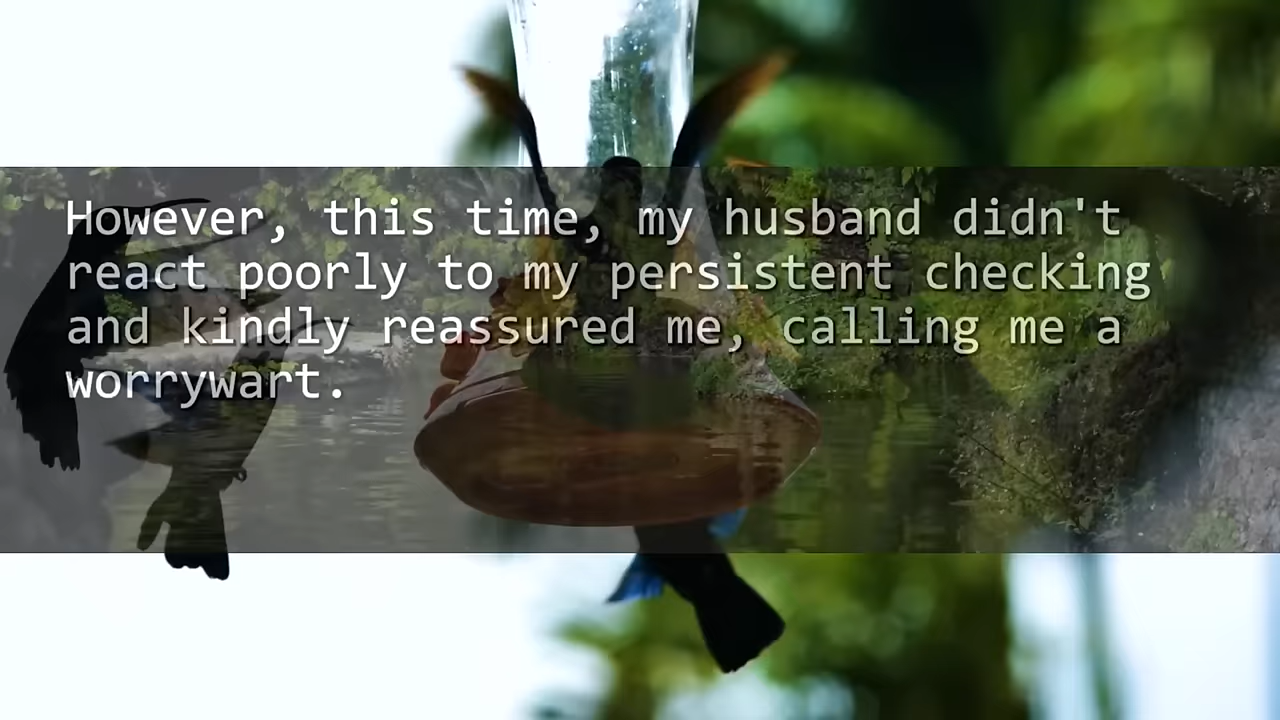 However, this time, my husband didn't
react poorly to my persistent checking
and kindly reassured me, calling me a
worrywart.